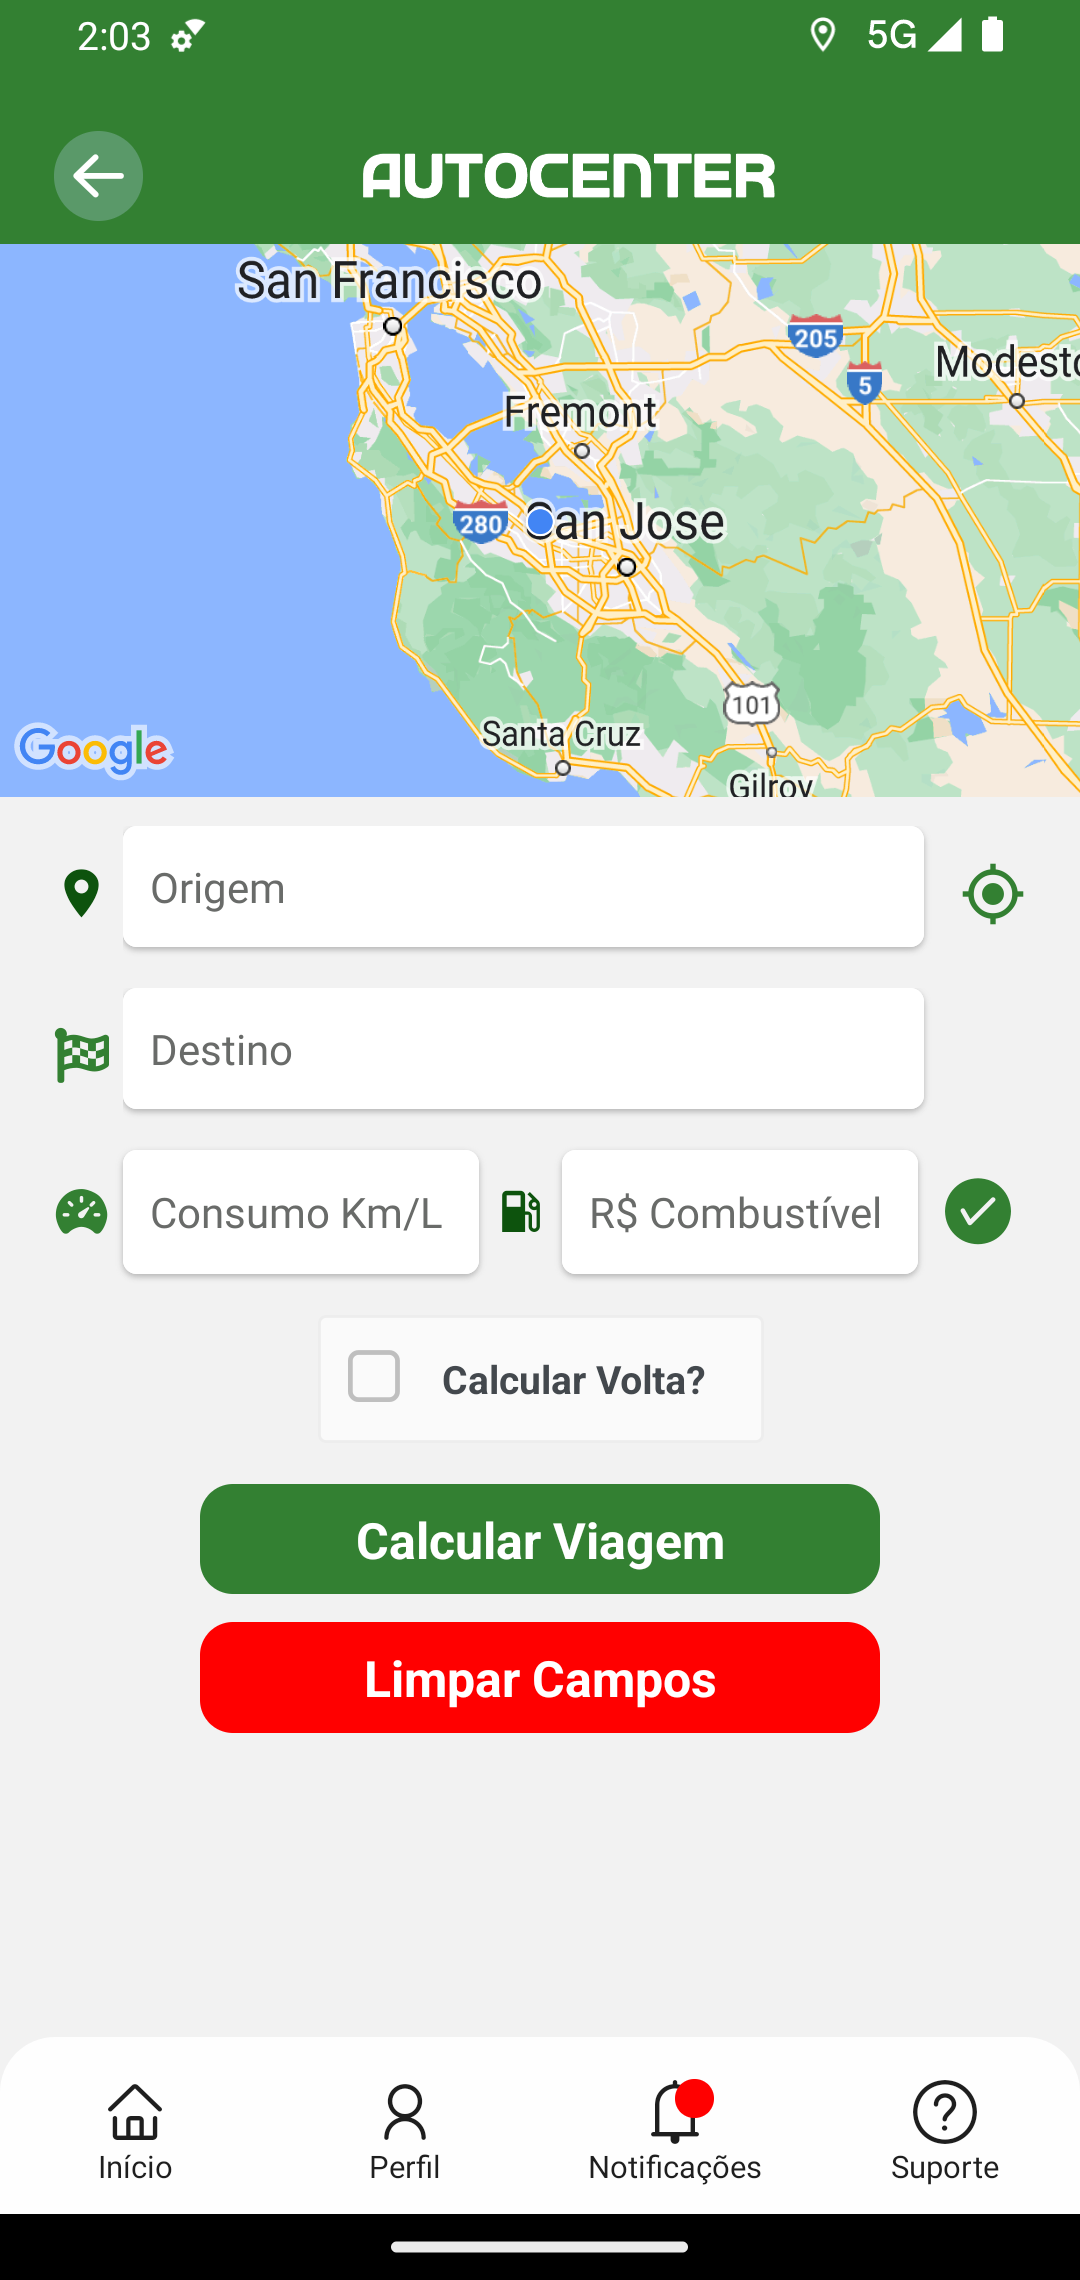 2:03
5G
AUTOCENTER
San Francisco
205
Modesto
5
Fremont
280
San Jose
101
Santa Cruz
Gilroy
Google
Origem
Destino
Consumo Km/L
R$ Combustível
Calcular Volta?
Calcular Viagem
Limpar Campos
Início
Perfil
Notificações
Suporte